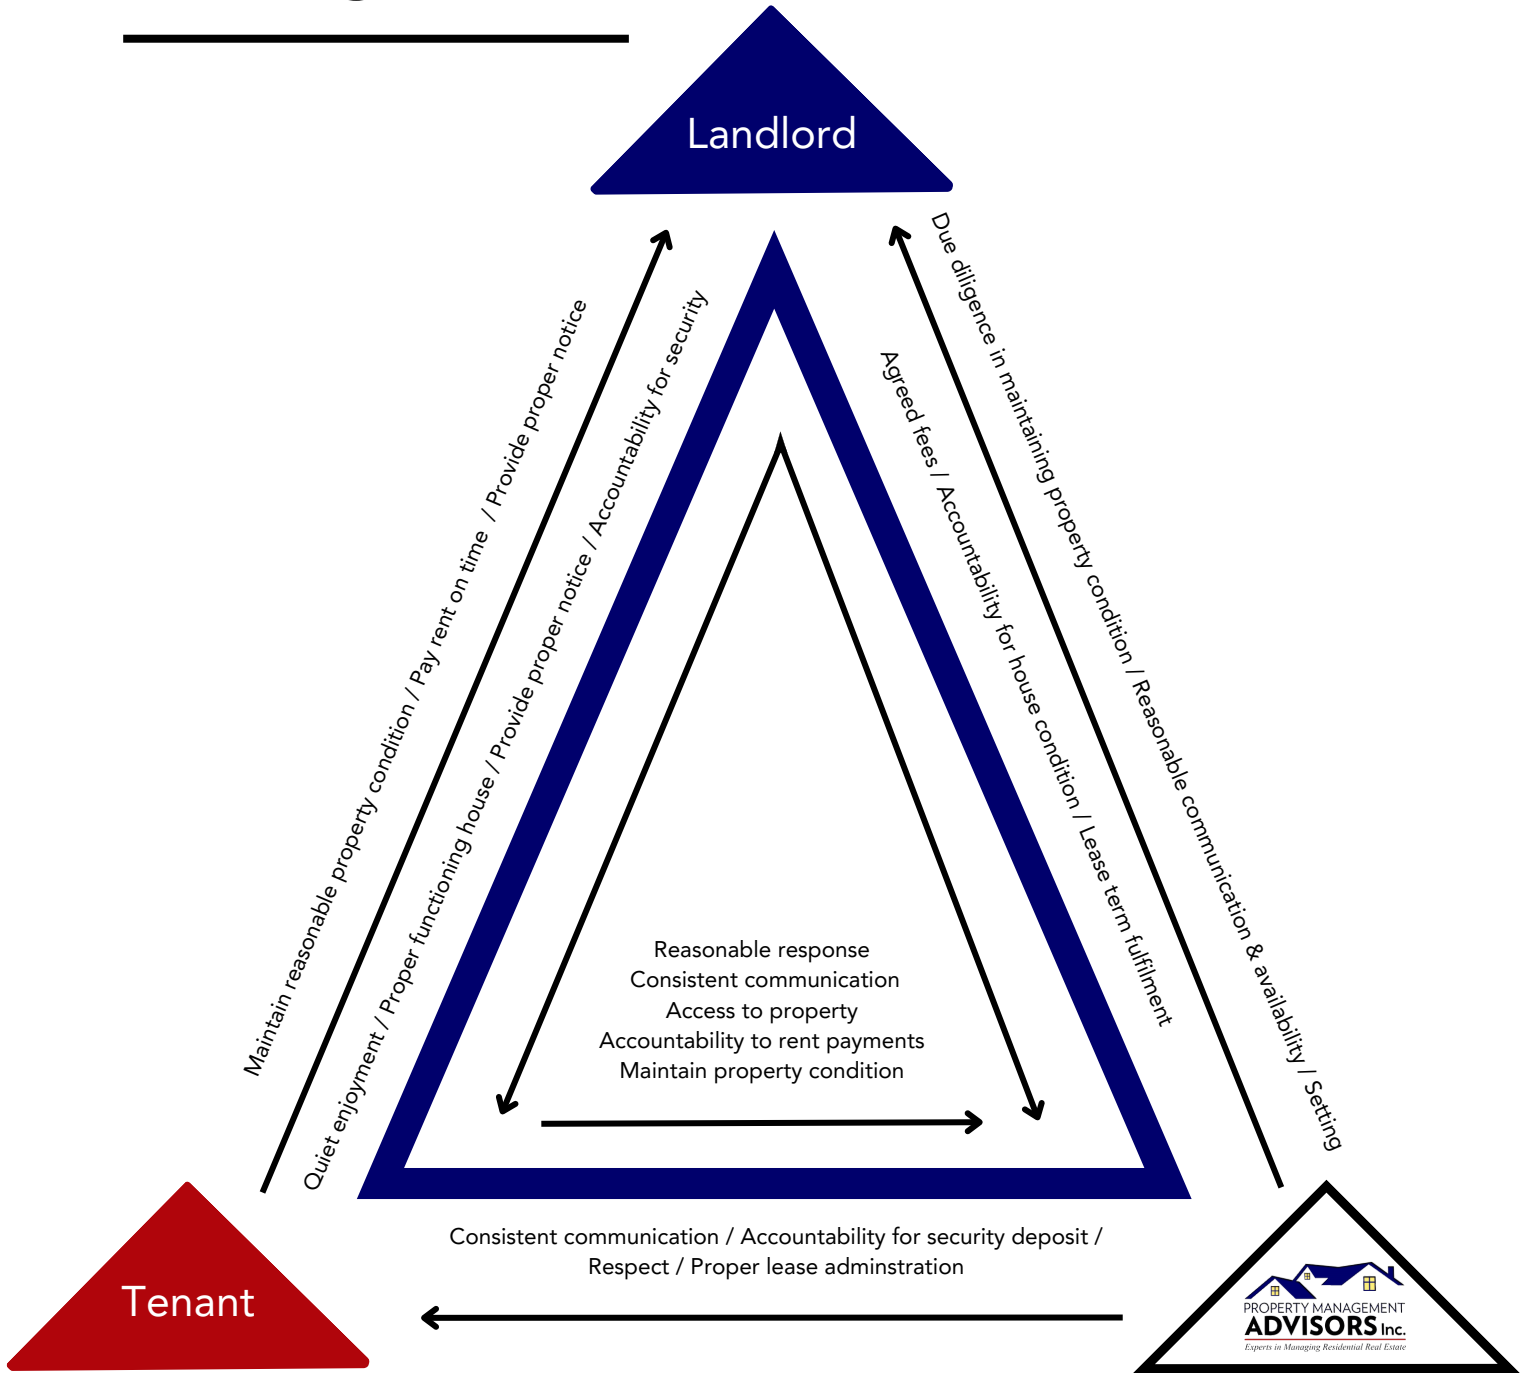 Landlord
Maintain reasonable property condition / Pay rent on time / Provide proper notice
Quiet enjoyment / Proper functioning house / Provide proper notice / Accountability for security
Agreed fees / Accountability for house condition / Lease term fulfilment
Due diligence in maintaining property condition / Reasonable communication & availability / Setting
Reasonable response
Consistent communication
Access to property
Accountability to rent payments
Maintain property condition
Consistent communication / Accountability for security deposit /
Respect / Proper lease adminstration
Tenant
PROPERTY MANAGEMENT
ADVISORS Inc.
Experts in Managing Residential Real Estate